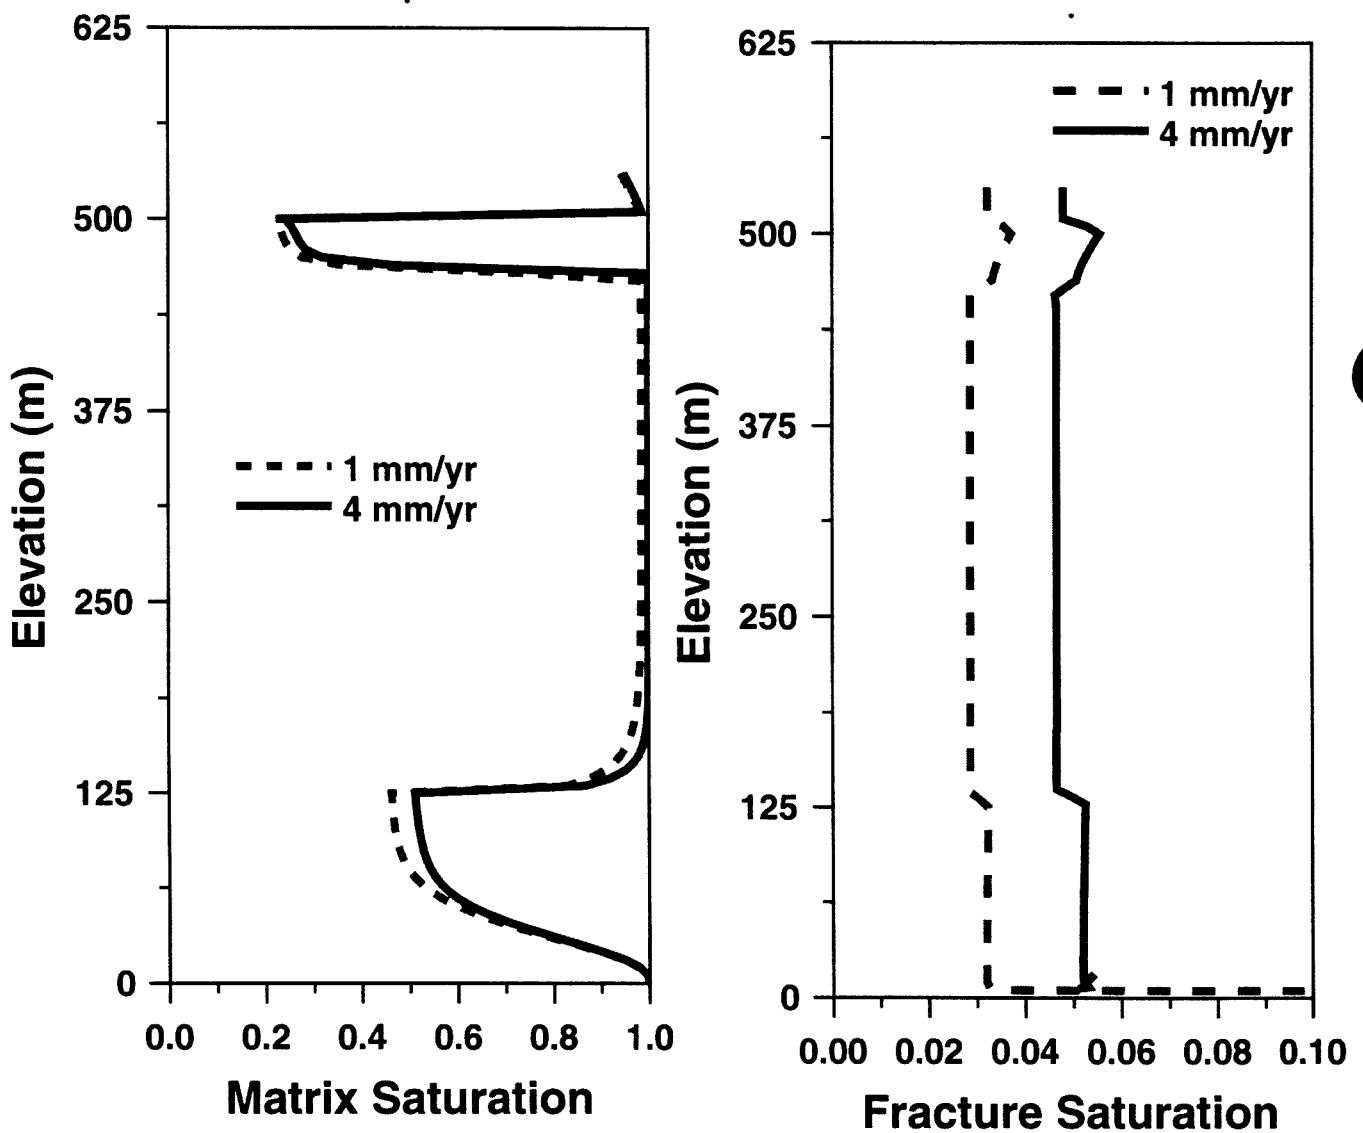 625
500
375
250
125
0
Elevation (m)
1 mm/yr
4 mm/yr
0.0 0.2 0.4 0.6 0.8 1.0
Matrix Saturation
625
500
375
250
125
0
Elevation (m)
1 mm/yr
4 mm/yr
0.00 0.02 0.04 0.06 0.08 0.10
Fracture Saturation